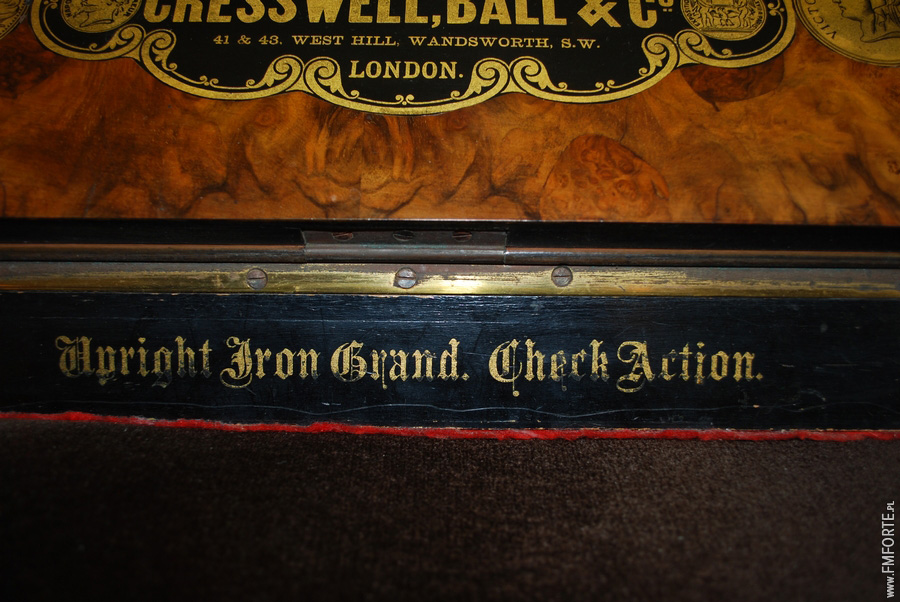 CRESSWELL, BALL & Cº
41 & 43. WEST HILL, WANDSWORTH, S.W.
LONDON.
Upright Iron Grand. Check Action.
WWW.FMFORTE.PL